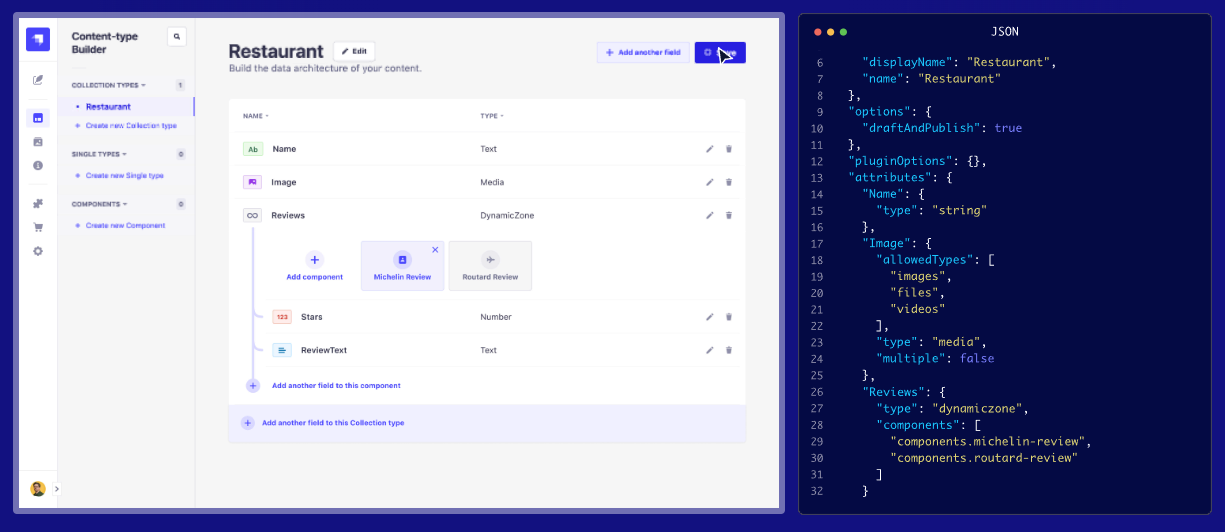 Content-type
Builder
COLLECTION TYPES
1
Restaurant
Create new Collection type
SINGLE TYPES
0
Create new Single type
COMPONENTS
0
Create new Component
Restaurant
Edit
Build the data architecture of your content.
Add another field
NAME
TYPE
Ab
Name
Text
Image
Media
Reviews
DynamicZone
Add component
Michelin Review
Routard Review
123
Stars
Number
ReviewText
Text
Add another field to this component
Add another field to this Collection type
JSON
6 "displayName": "Restaurant",
7 "name": "Restaurant"
8 },
9 "options": {
10 "draftAndPublish": true
11 },
12 "pluginOptions": {},
13 "attributes": {
14 "Name": {
15 "type": "string"
16 },
17 "Image": {
18 "allowedTypes": [
19 "images",
20 "files",
21 "videos"
22 ],
23 "type": "media",
24 "multiple": false
25 },
26 "Reviews": {
27 "type": "dynamiczone",
28 "components": [
29 "components.michelin-review",
30 "components.routard-review"
31 ]
32 }